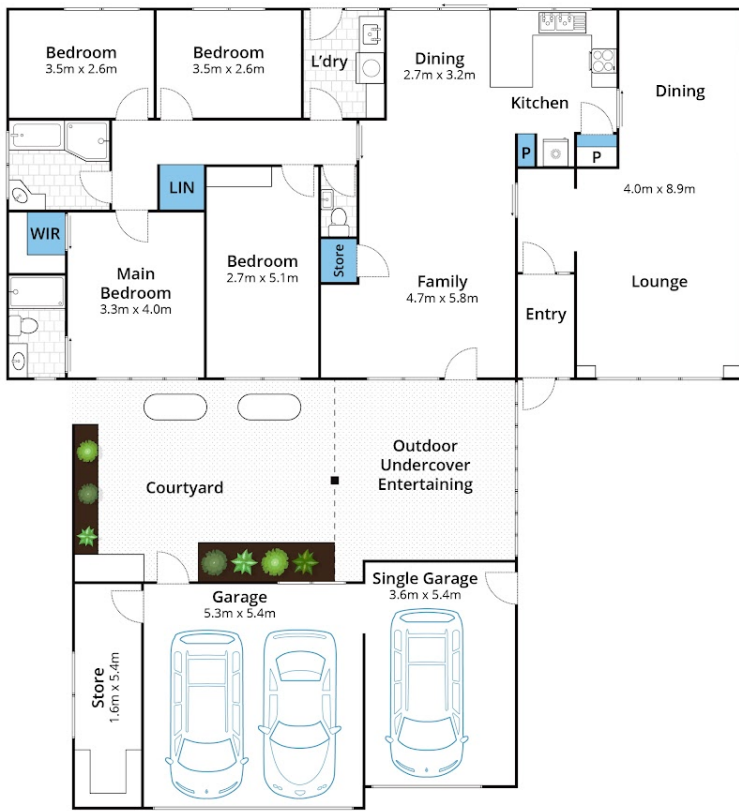 Bedroom
3.5m x 2.6m
Bedroom
3.5m x 2.6m
L'dry
Dining
2.7m x 3.2m
Kitchen
Dining
P
P
4.0m x 8.9m
LIN
WIR
Main
Bedroom
3.3m x 4.0m
Bedroom
2.7m x 5.1m
Store
Family
4.7m x 5.8m
Entry
Lounge
Courtyard
Outdoor
Undercover
Entertaining
Garage
5.3m x 5.4m
Single Garage
3.6m x 5.4m
Store
1.6m x 5.4m